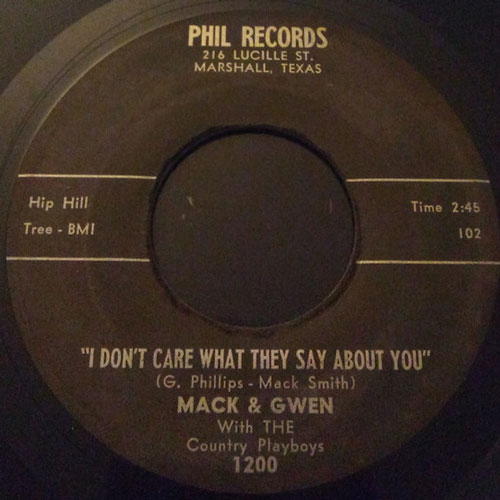 PHIL RECORDS
216 LUCILLE ST.
MARSHALL, TEXAS
Hip Hill
Tree - BMI
Time 2:45
102
"I DON'T CARE WHAT THEY SAY ABOUT YOU"
(G. Phillips - Mack Smith)
MACK & GWEN
With THE
Country Playboys
1200